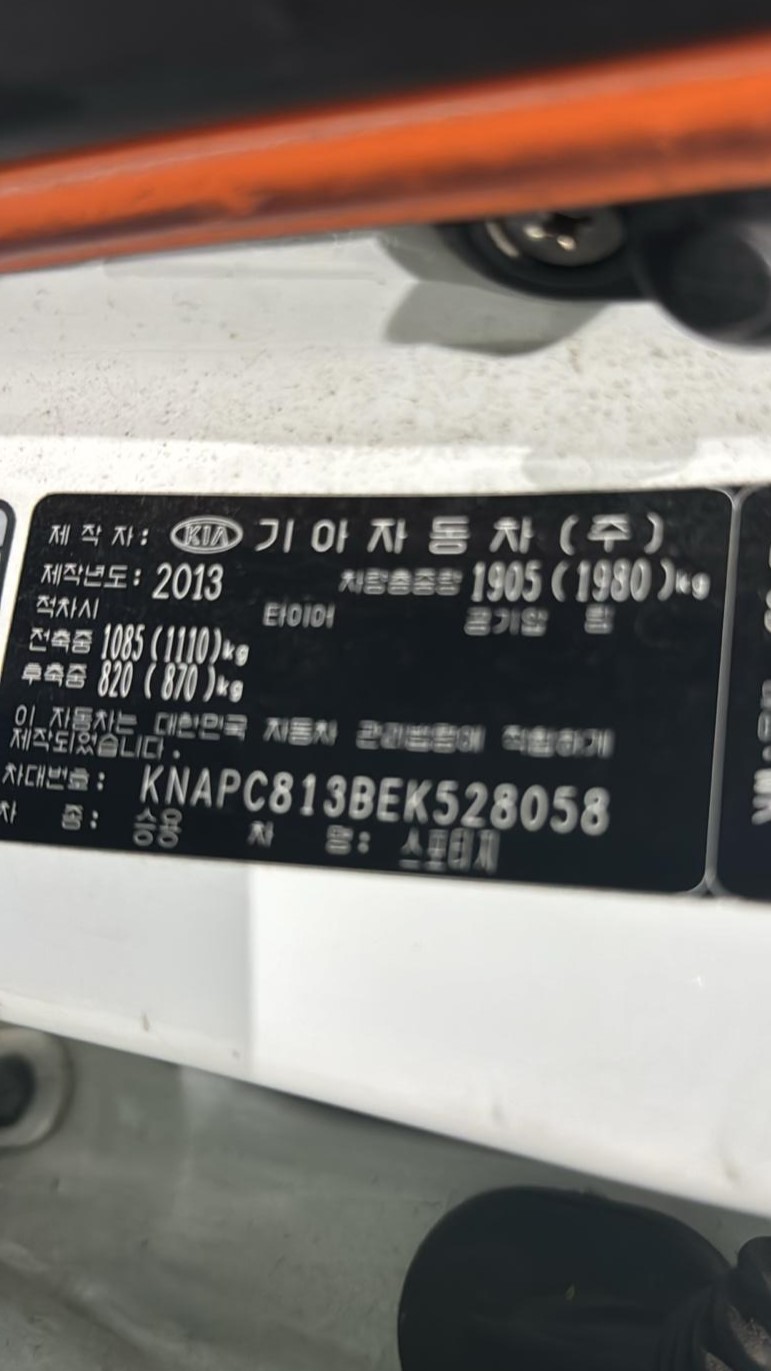 제 작 자: KIA 기 아 자 동 차 (주)
제작년도: 2013 차량총중량 1905 (1980)kg
적차시 타이어 공기압 림
전축중 1085(1110)kg
후축중 820 (870)kg
이 자동차는 대한민국 자동차 관리법령에 적합하게
제작되었습니다.
차대번호: KNAPC813BEK528058
차 종: 승용 차 명: 스포티지